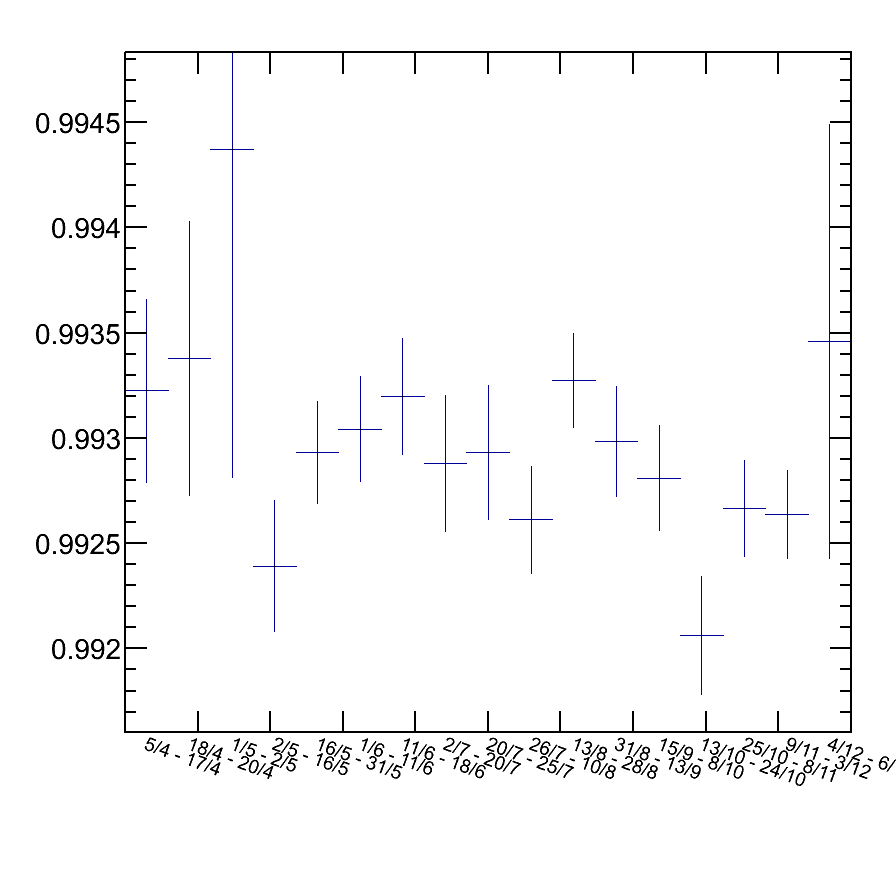 0.9945
0.994
0.9935
0.993
0.9925
0.992
5/4 - 17/4
18/4 - 20/4
1/5 - 2/5
2/5 - 16/5
16/5 - 31/5
1/6 - 11/6
11/6 - 18/6
2/7 - 20/7
20/7 - 25/7
26/7 - 10/8
13/8 - 28/8
31/8 - 13/9
15/9 - 8/10
13/10 - 24/10
25/10 - 8/11
9/11 - 3/12
4/12 - 6/